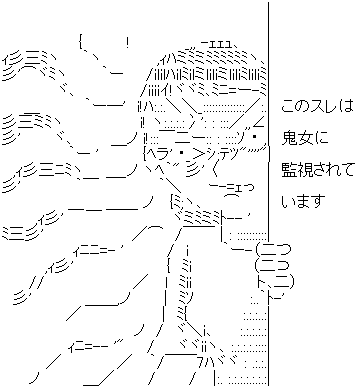 このスレは
鬼女に
監視されて
います